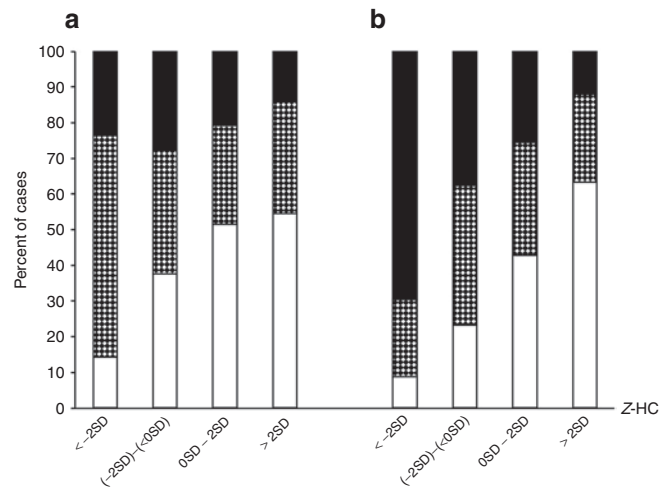 a b
100
90
80
70
60
50
40
30
20
10
0
Percent of cases
Z-HC
< −2SD
(−2SD)–(<0SD)
0SD – 2SD
> 2SD
< −2SD
(−2SD)–(<0SD)
0SD – 2SD
> 2SD